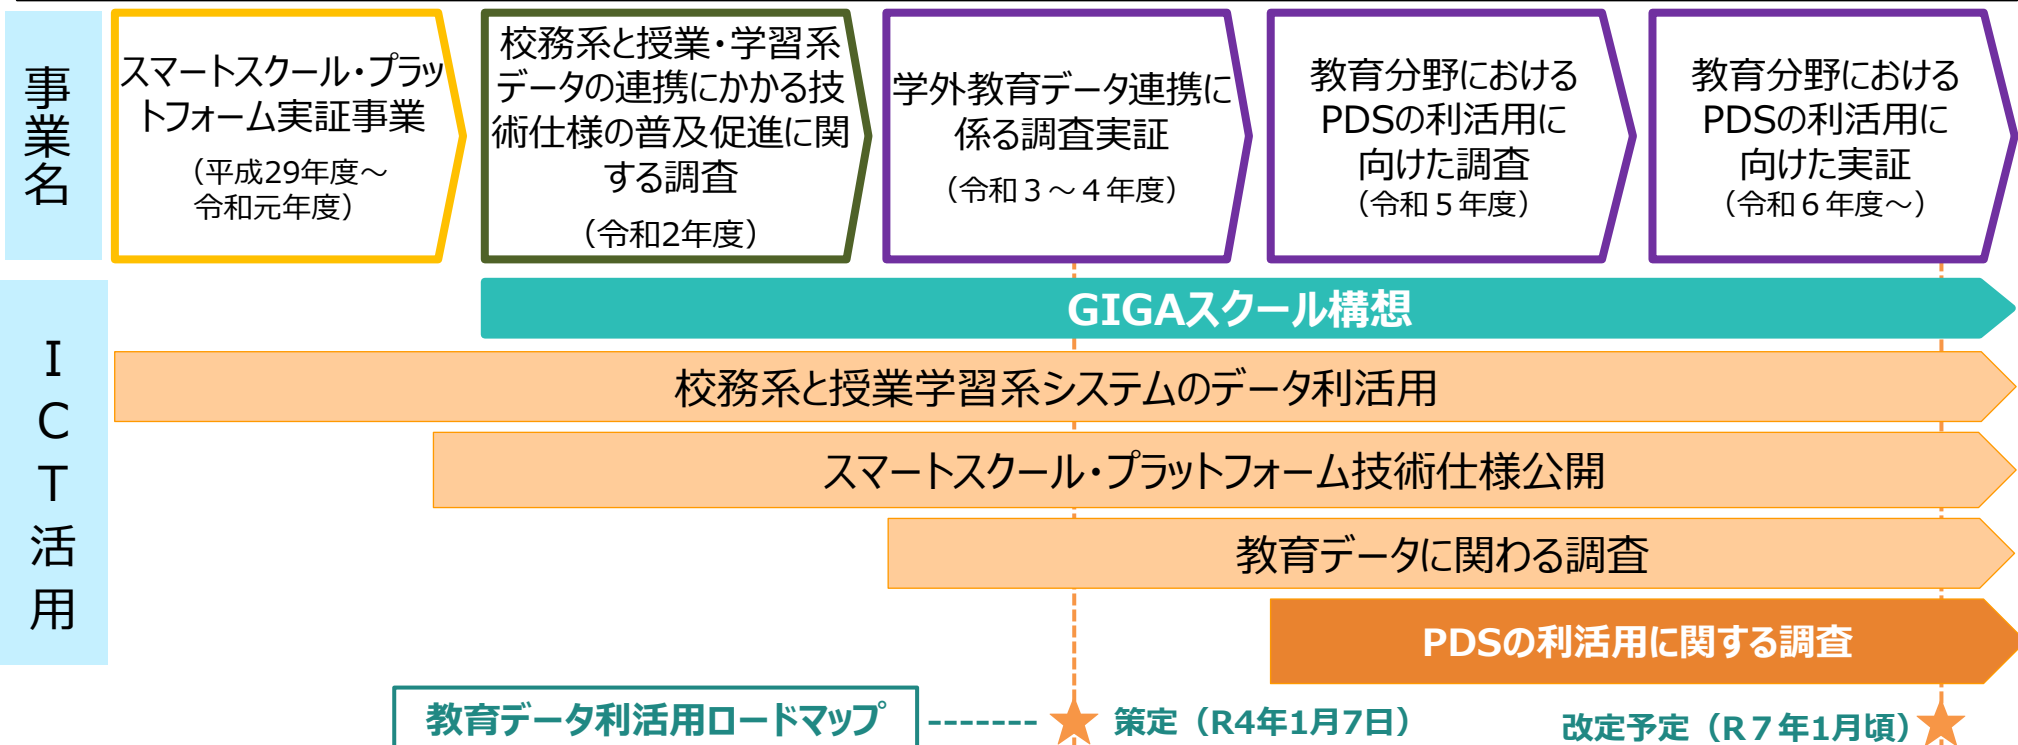 事業名
スマートスクール・プラッ
トフォーム実証事業
（平成29年度～
令和元年度）
校務系と授業・学習系
データの連携にかかる技
術仕様の普及促進に関
する調査
（令和2年度）
学外教育データ連携に
係る調査実証
（令和３～４年度）
教育分野における
PDSの利活用に
向けた調査
（令和５年度）
教育分野における
PDSの利活用に
向けた実証
（令和６年度～）
ICT活用
GIGAスクール構想
校務系と授業学習系システムのデータ利活用
スマートスクール・プラットフォーム技術仕様公開
教育データに関わる調査
PDSの利活用に関する調査
教育データ利活用ロードマップ
策定（R4年1月7日）
改定予定（R７年1月頃）